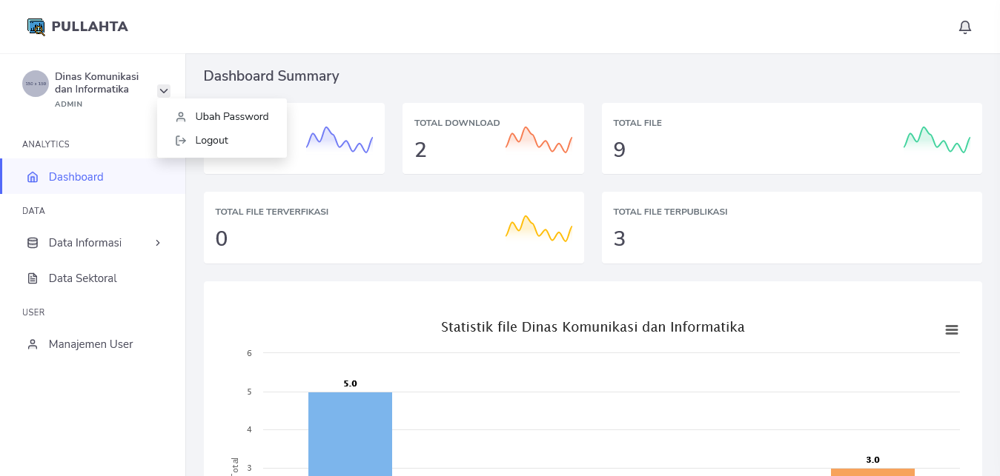 PULLAHTA
150 x 150
Dinas Komunikasi
dan Informatika
ADMIN
Ubah Password
Logout
ANALYTICS
Dashboard
DATA
Data Informasi
Data Sektoral
USER
Manajemen User
Dashboard Summary
TOTAL DOWNLOAD
2
TOTAL FILE
9
TOTAL FILE TERVERFIKASI
0
TOTAL FILE TERPUBLIKASI
3
Statistik file Dinas Komunikasi dan Informatika
6
5
4
3
Total
5.0
3.0